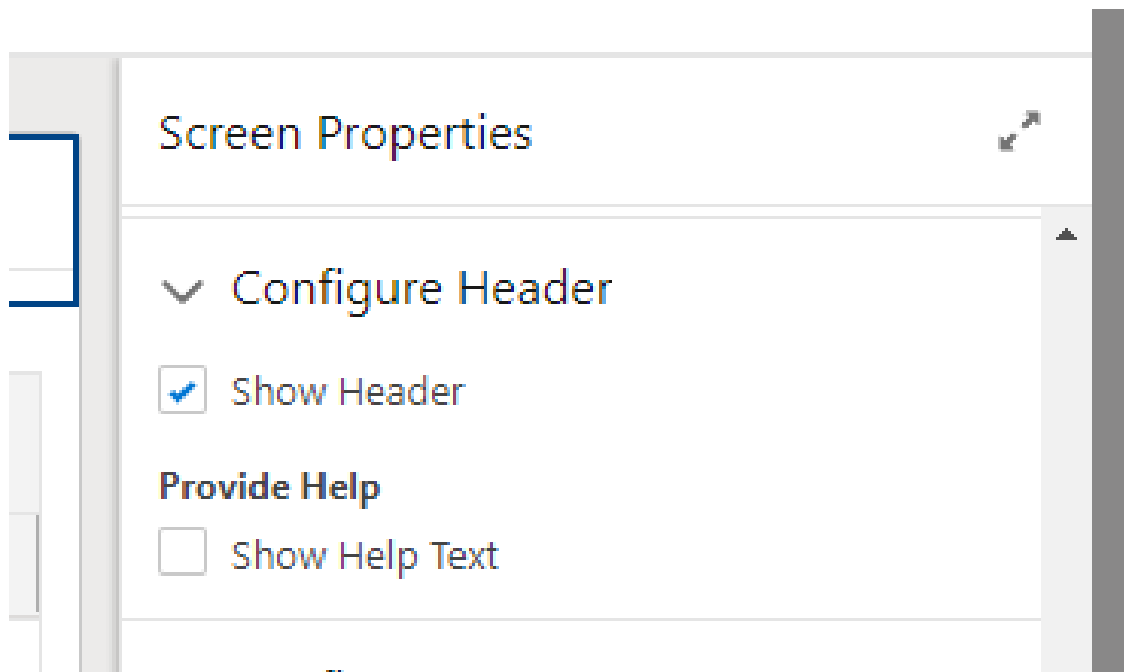 Screen Properties
Configure Header
Show Header
Provide Help
Show Help Text